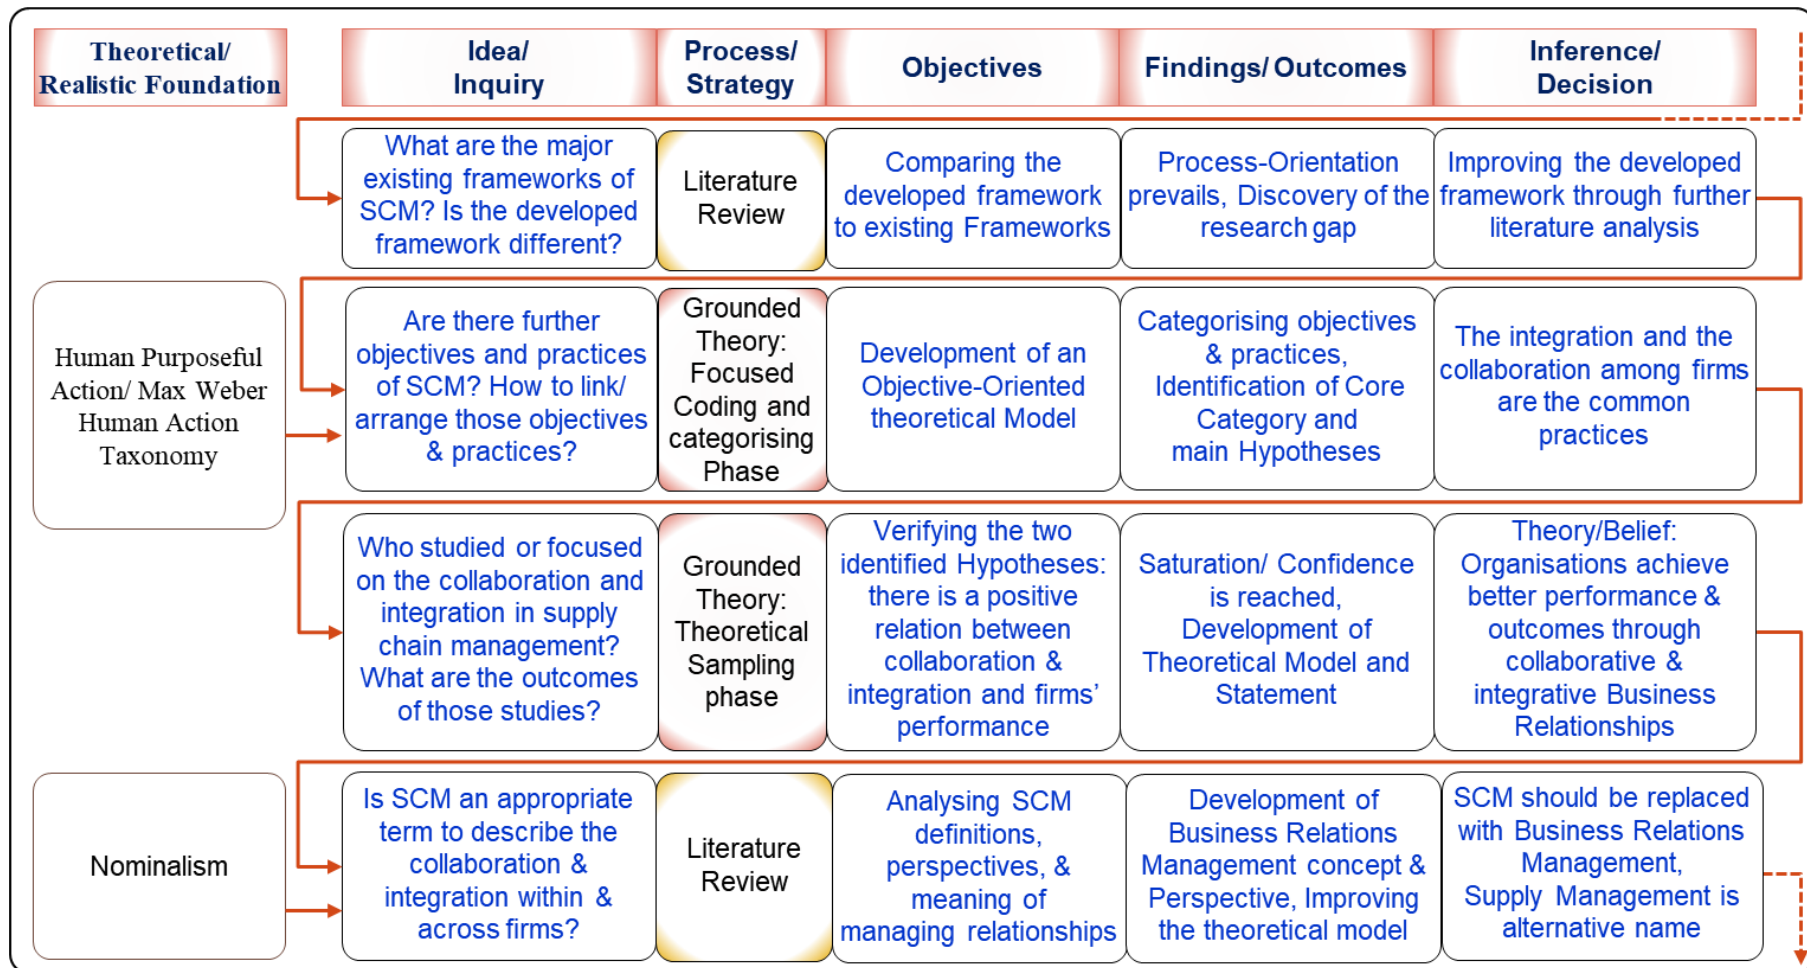 Theoretical/
Realistic Foundation
Idea/
Inquiry
Process/
Strategy
Objectives
Findings/ Outcomes
Inference/
Decision
What are the major
existing frameworks of
SCM? Is the developed
framework different?
Literature
Review
Comparing the
developed framework
to existing Frameworks
Process-Orientation
prevails, Discovery of the
research gap
Improving the developed
framework through further
literature analysis
Human Purposeful
Action/ Max Weber
Human Action
Taxonomy
Are there further
objectives and practices
of SCM? How to link/
arrange those objectives
& practices?
Grounded
Theory:
Focused
Coding and
categorising
Phase
Development of an
Objective-Oriented
theoretical Model
Categorising objectives
& practices,
Identification of Core
Category and
main Hypotheses
The integration and the
collaboration among firms
are the common
practices
Who studied or focused
on the collaboration and
integration in supply
chain management?
What are the outcomes
of those studies?
Grounded
Theory:
Theoretical
Sampling
phase
Verifying the two
identified Hypotheses:
there is a positive
relation between
collaboration &
integration and firms’
performance
Saturation/ Confidence
is reached,
Development of
Theoretical Model and
Statement
Theory/Belief:
Organisations achieve
better performance &
outcomes through
collaborative &
integrative Business
Relationships
Nominalism
Is SCM an appropriate
term to describe the
collaboration &
integration within &
across firms?
Literature
Review
Analysing SCM
definitions,
perspectives, &
meaning of
managing relationships
Development of
Business Relations
Management concept &
Perspective, Improving
the theoretical model
SCM should be replaced
with Business Relations
Management,
Supply Management is
alternative name